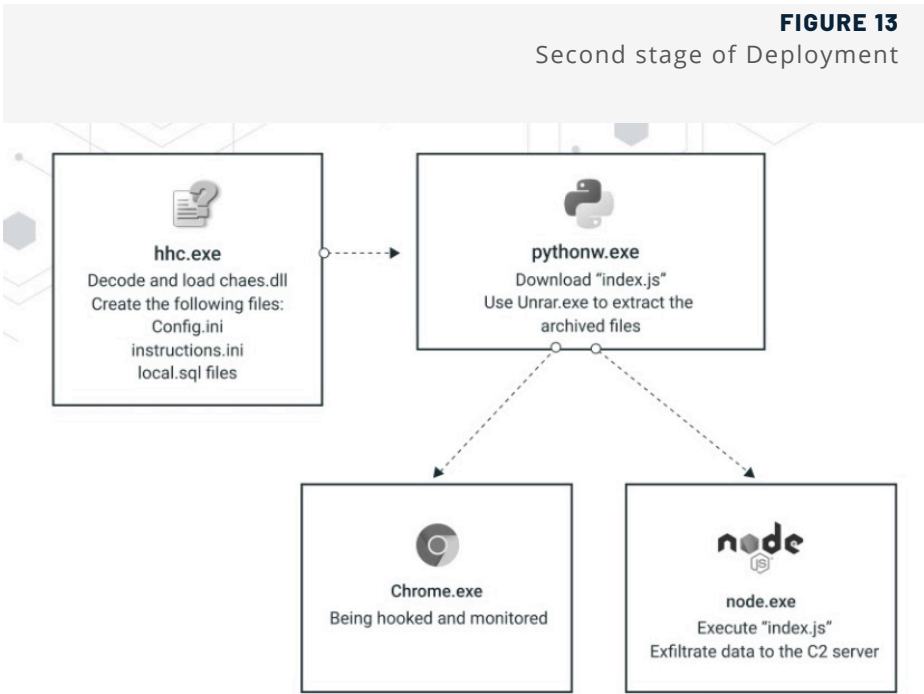 FIGURE 13
Second stage of Deployment
hhc.exe
Decode and load chaes.dll
Create the following files:
Config.ini
instructions.ini
local.sql files
pythonw.exe
Download “index.js”
Use Unrar.exe to extract the
archived files
Chrome.exe
Being hooked and monitored
node
JS
node.exe
Execute “index.js”
Exfiltrate data to the C2 server